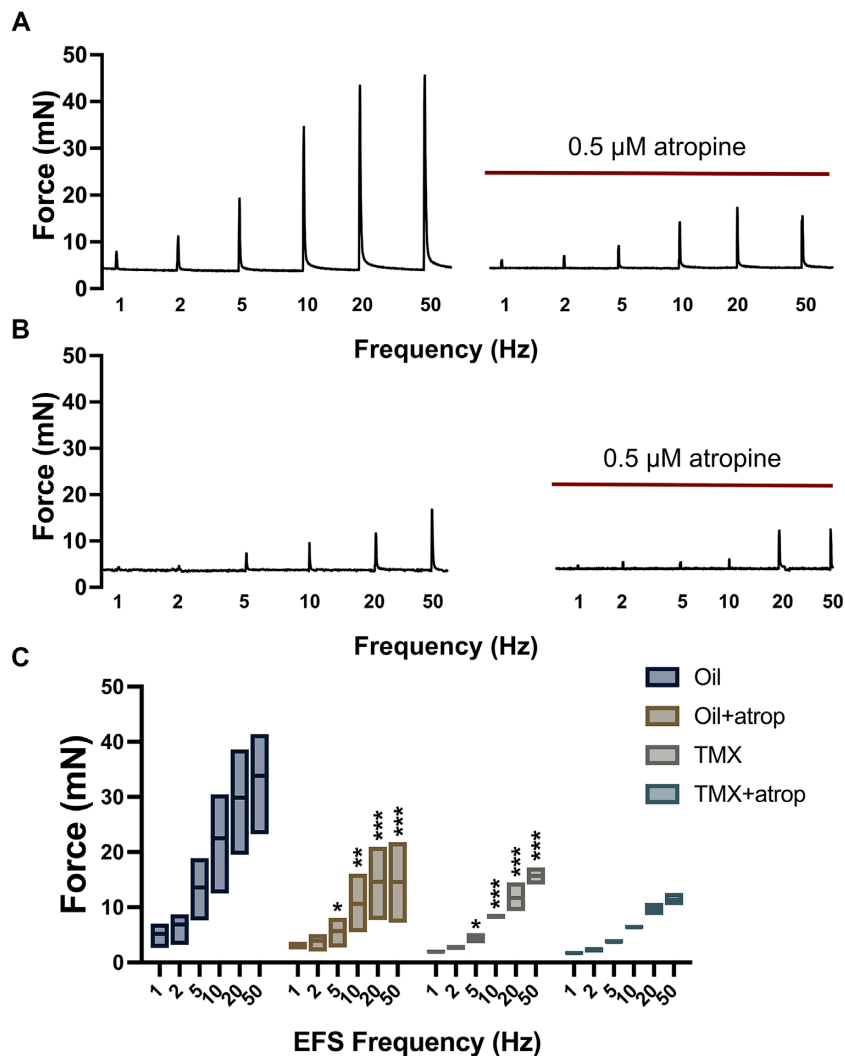 A
50
40
30
20
10
0
Force (mN)
0.5 µM atropine
1 2 5 10 20 50 1 2 5 10 20 50
Frequency (Hz)
B
50
40
30
20
10
0
Force (mN)
0.5 µM atropine
1 2 5 10 20 50 1 2 5 10 20 50
Frequency (Hz)
C
50
40
30
20
10
0
Force (mN)
Oil
Oil+atrop
TMX
TMX+atrop
* ** *** *** * *** *** ***
1 2 5 10 20 50 1 2 5 10 20 50 1 2 5 10 20 50 1 2 5 10 20 50
EFS Frequency (Hz)